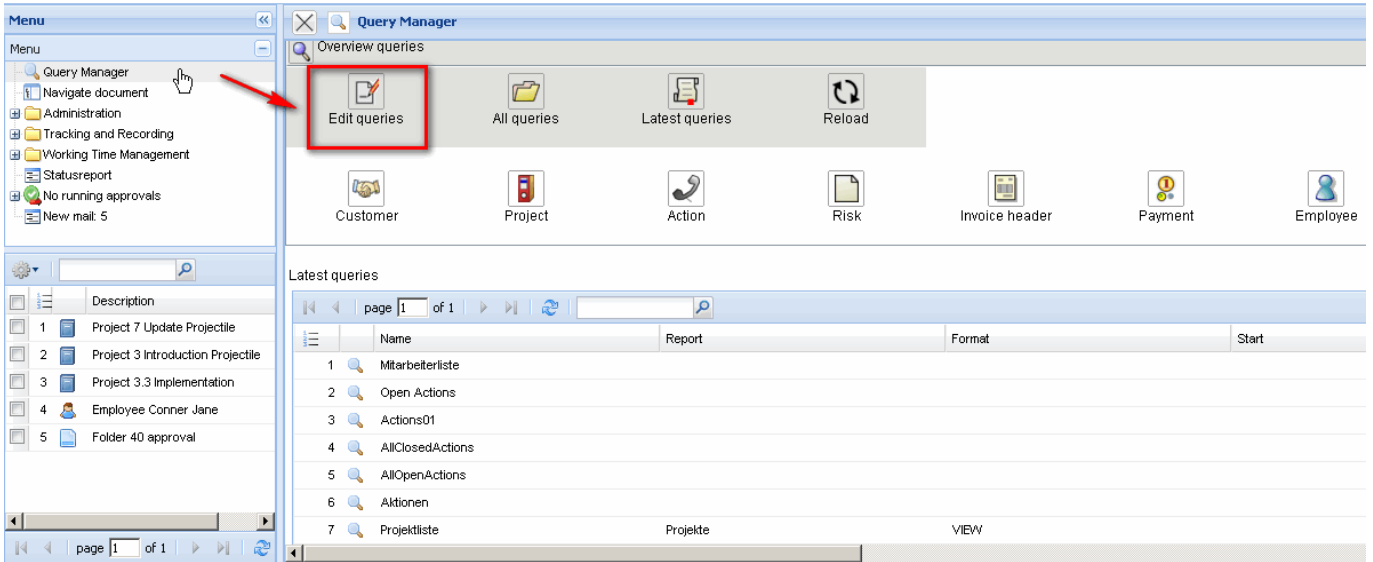 Menu
Menu
Query Manager
Navigate document
Administration
Tracking and Recording
Working Time Management
Statusreport
No running approvals
New mail: 5
Description
1 Project 7 Update Projectile
2 Project 3 Introduction Projectile
3 Project 3.3 Implementation
4 Employee Conner Jane
5 Folder 40 approval
page 1 of 1
Query Manager
Overview queries
Edit queries All queries Latest queries Reload
Customer Project Action Risk Invoice header Payment Employee
Latest queries
page 1 of 1
Name Report Format Start
1 Mitarbeiterliste
2 Open Actions
3 Actions01
4 AllClosedActions
5 AllOpenActions
6 Aktionen
7 Projektliste Projekte VIEW